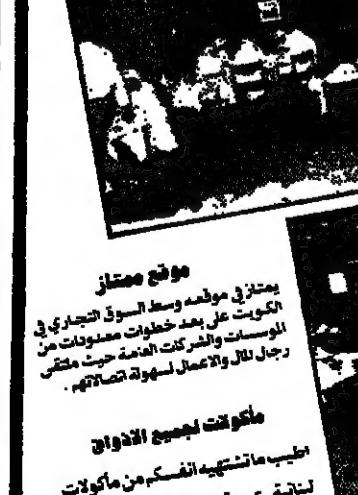 موقع ممتاز
يمتاز في موقعه وسط السوق التجاري في
الكويت على بعد خطوات معدودات من
الموسسات والشركات العامة حيث ملتقى
رجال المال والاعمال لسهولة اتصالاتهم .
مأكولات لجميع الاذواق
اطيب ما تشتهيه انفسكم من مأكولات